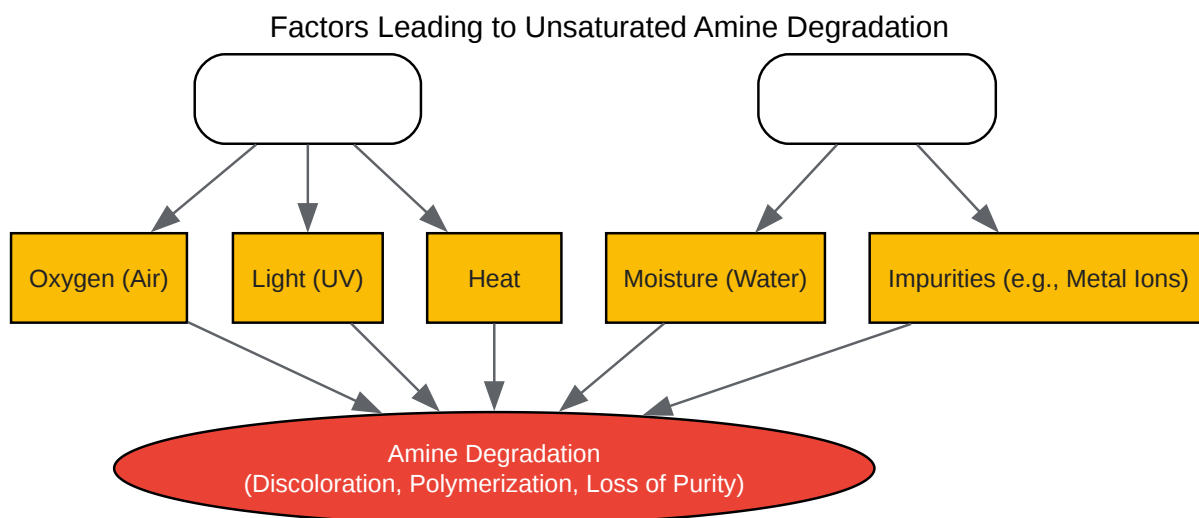 Factors Leading to Unsaturated Amine Degradation
Oxygen (Air)
Light (UV)
Heat
Moisture (Water)
Impurities (e.g., Metal Ions)
Amine Degradation
(Discoloration, Polymerization, Loss of Purity)